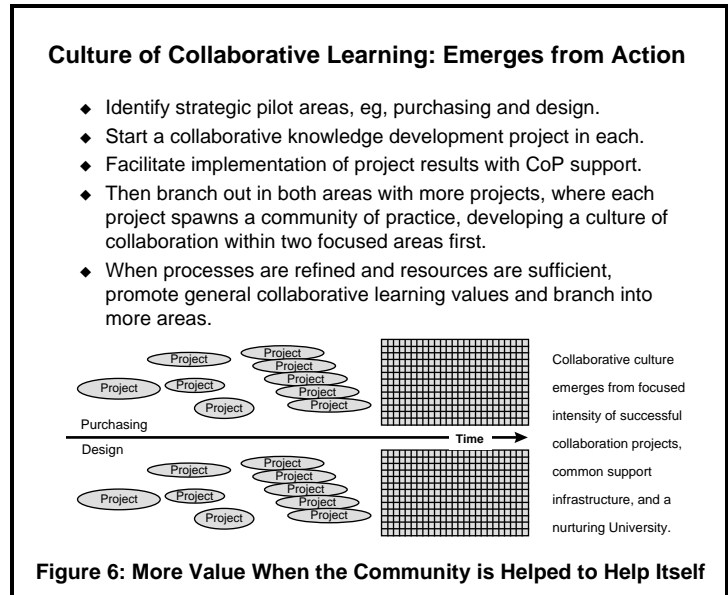 Culture of Collaborative Learning: Emerges from Action
◆ Identify strategic pilot areas, eg, purchasing and design.
◆ Start a collaborative knowledge development project in each.
◆ Facilitate implementation of project results with CoP support.
◆ Then branch out in both areas with more projects, where each
project spawns a community of practice, developing a culture of
collaboration within two focused areas first.
◆ When processes are refined and resources are sufficient,
promote general collaborative learning values and branch into
more areas.
Project
Project
Project
Project
Project
Project
Project
Project
Project
Purchasing
Time
Design
Project
Project
Project
Project
Project
Project
Project
Project
Project
Collaborative culture
emerges from focused
intensity of successful
collaboration projects,
common support
infrastructure, and a
nurturing University.
Figure 6: More Value When the Community is Helped to Help Itself